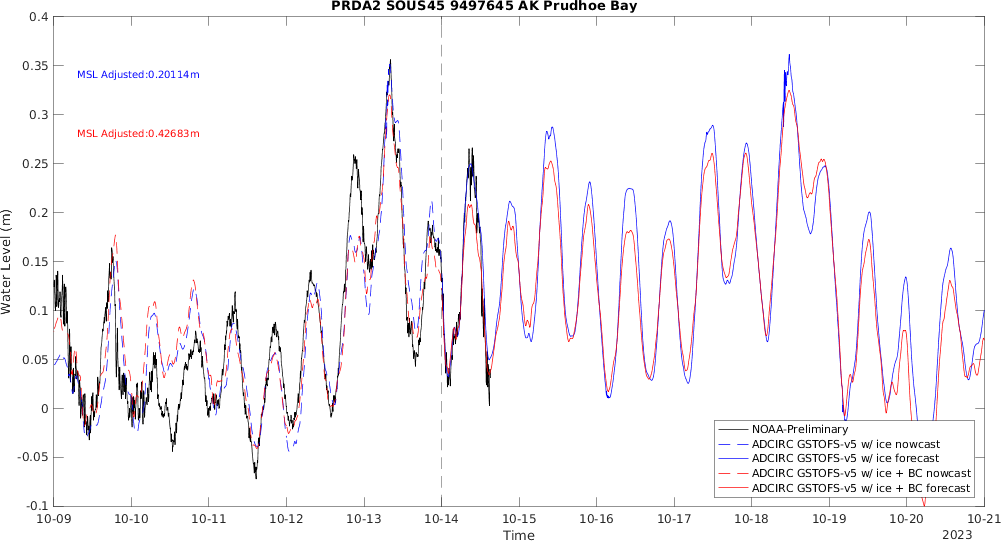 PRDA2 SOUS45 9497645 AK Prudhoe Bay
0.4
0.35
0.3
0.25
0.2
0.15
0.1
0.05
0
-0.05
-0.1
Water Level (m)
MSL Adjusted:0.20114m
MSL Adjusted:0.42683m
NOAA-Preliminary
ADCIRC GSTOFS-v5 w/ ice nowcast
ADCIRC GSTOFS-v5 w/ ice forecast
ADCIRC GSTOFS-v5 w/ ice + BC nowcast
ADCIRC GSTOFS-v5 w/ ice + BC forecast
10-09 10-10 10-11 10-12 10-13 10-14 10-15 10-16 10-17 10-18 10-19 10-20 10-21
Time
2023